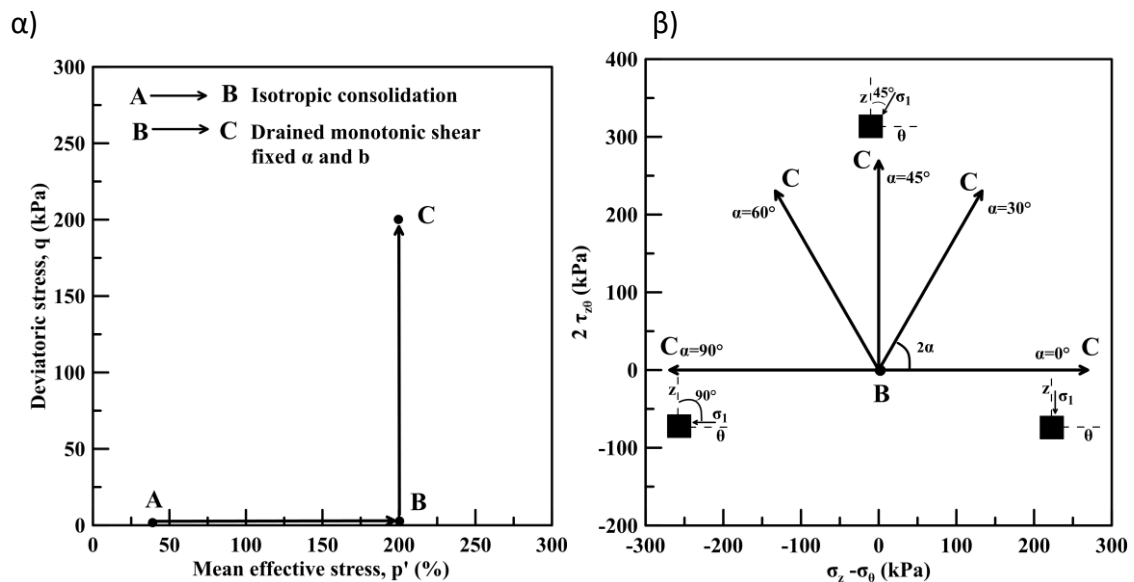 α)
300
250
200
150
100
50
0
0 50 100 150 200 250 300
Deviatoric stress, q (kPa)
Mean effective stress, p' (%)
A B Isotropic consolidation
B C Drained monotonic shear
fixed α and b
C
A
B
β)
400
300
200
100
0
-100
-200
-300 -200 -100 0 100 200 300
2 τzθ (kPa)
σz -σθ (kPa)
z 45° σ1
θ
C
α=45°
C
α=60°
C
α=30°
2α
C α=90°
α=0° C
B
z 90°
σ1
θ
z σ1
θ